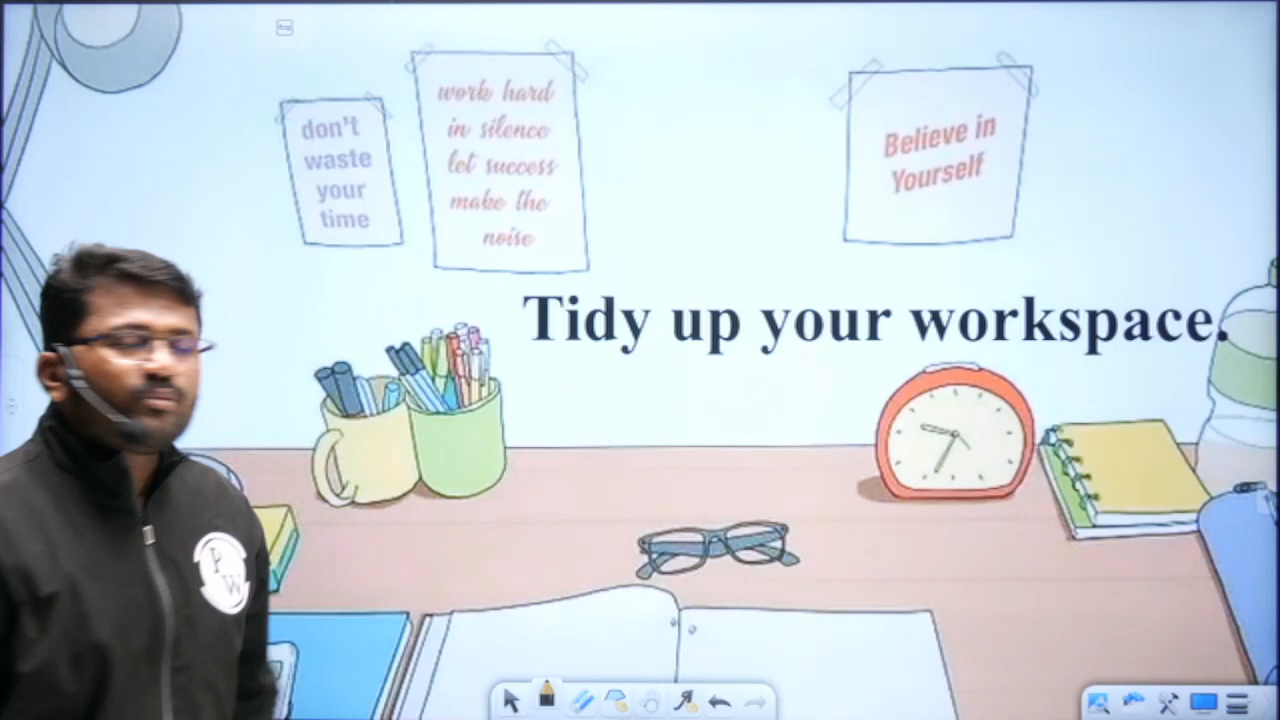 don't
waste
your
time
work hard
in silence
let success
make the
noise
Believe in
Yourself
Tidy up your workspace.
P
W